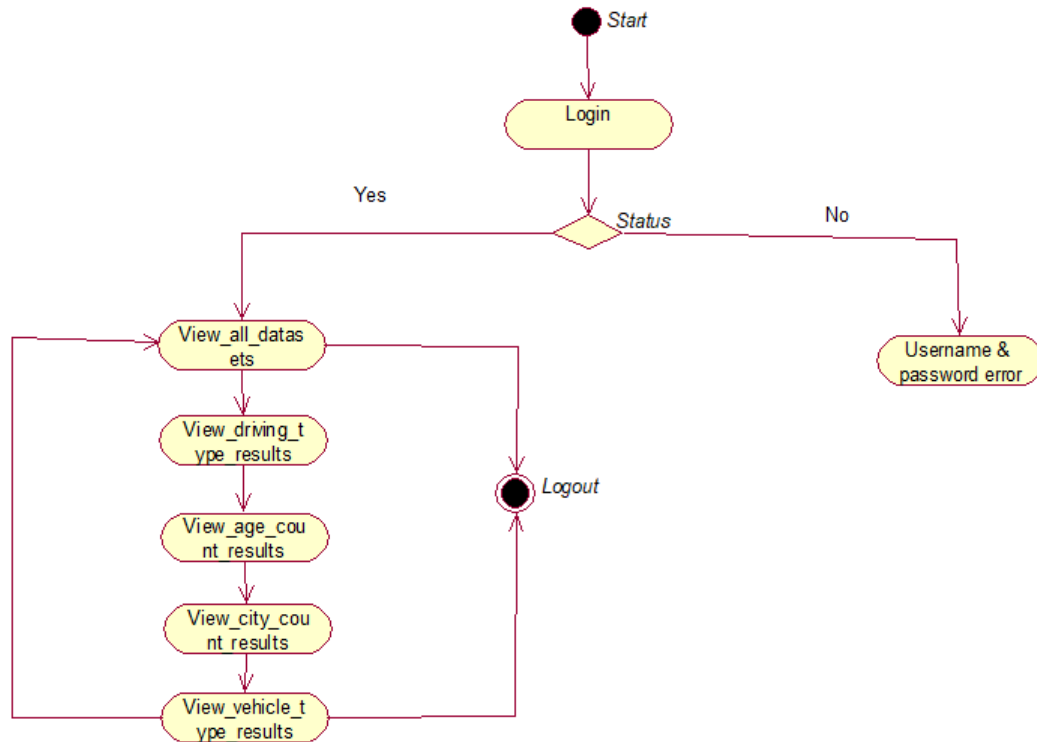 Start
Login
Yes
Status
No
View_all_datas
ets
Username &
password error
View_driving_t
ype_results
Logout
View_age_cou
nt_results
View_city_cou
nt_results
View_vehicle_t
ype_results